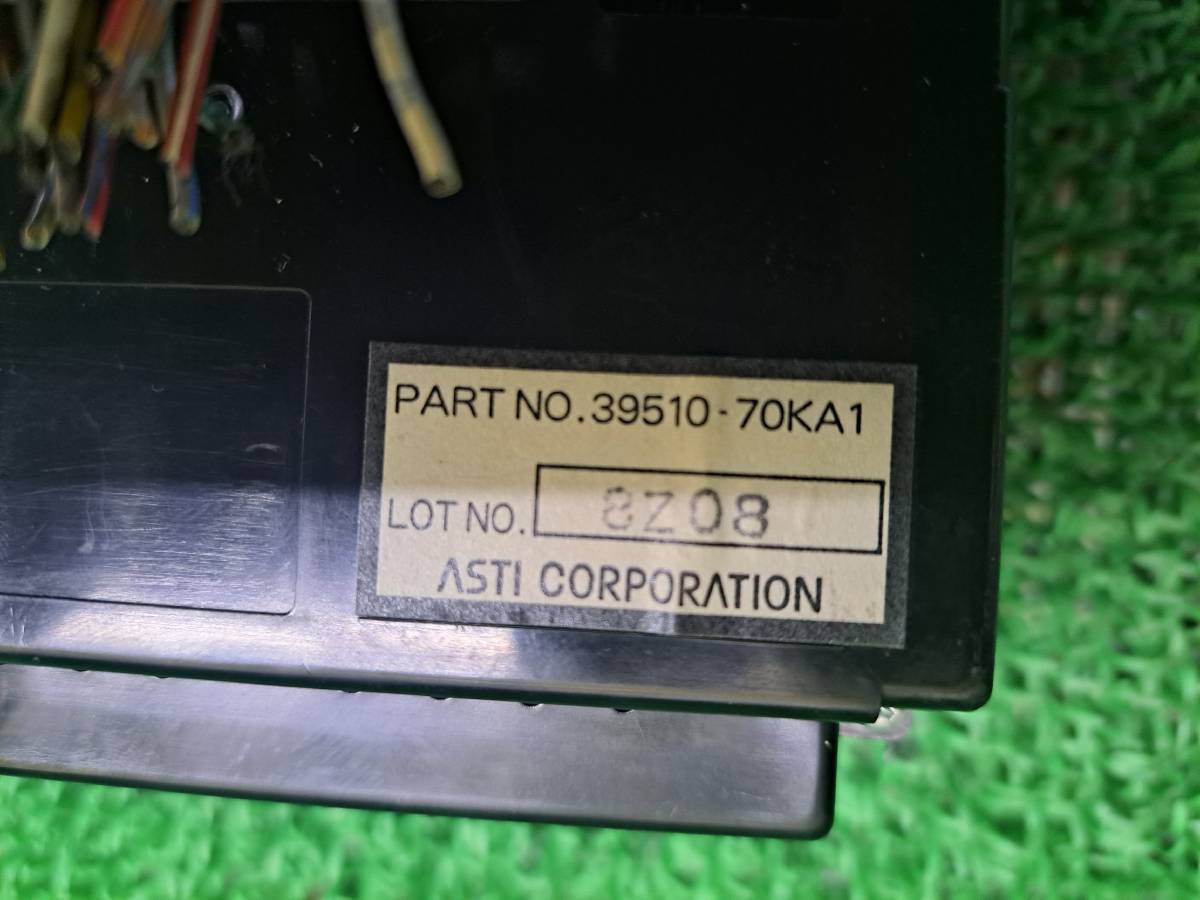 PART NO. 39510-70KA1
LOT NO. 8Z08
ASTI CORPORATION